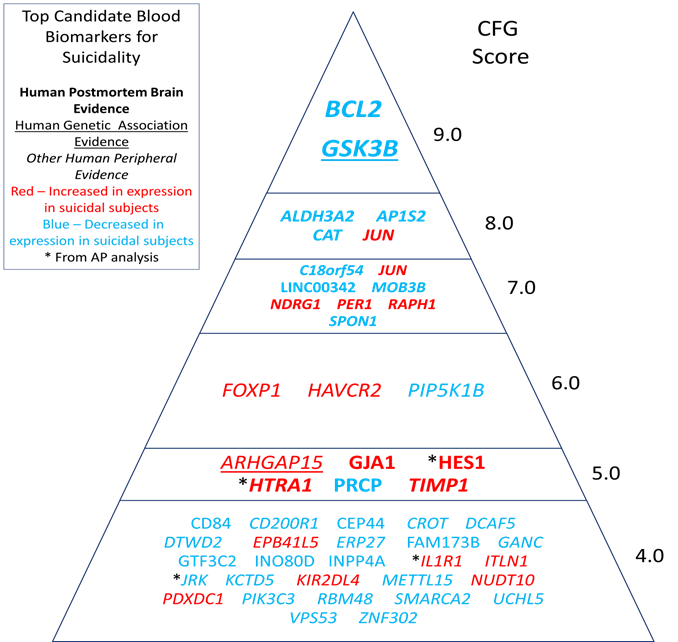 Top Candidate Blood
Biomarkers for
Suicidality
Human Postmortem Brain
Evidence
Human Genetic Association
Evidence
Other Human Peripheral
Evidence
Red – Increased in expression
in suicidal subjects
Blue – Decreased in
expression in suicidal subjects
* From AP analysis
CFG
Score
BCL2
GSK3B
9.0
ALDH3A2 AP1S2
CAT JUN
8.0
C18orf54 JUN
LINC00342 MOB3B
NDRG1 PER1 RAPH1
SPON1
7.0
FOXP1 HAVCR2 PIP5K1B
6.0
ARHGAP15 GJA1 *HES1
*HTRA1 PRCP TIMP1
5.0
CD84 CD200R1 CEP44 CROT DCAF5
DTWD2 EPB41L5 ERP27 FAM173B GANC
GTF3C2 INO80D INPP4A *IL1R1 ITLN1
*JRK KCTD5 KIR2DL4 METTL15 NUDT10
PDXDC1 PIK3C3 RBM48 SMARCA2 UCHL5
VPS53 ZNF302
4.0